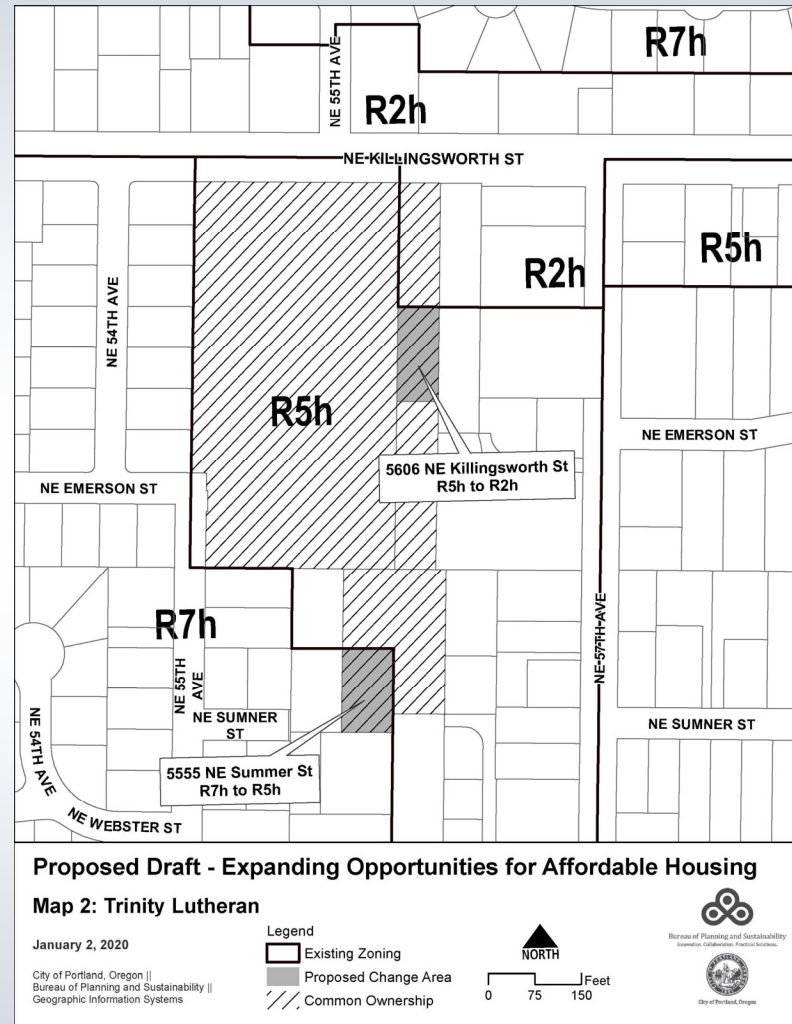 R7h
NE 55TH AVE
R2h
NE KILLINGSWORTH ST
R5h
R2h
NE 54TH AVE
R5h
NE EMERSON ST
5606 NE Killingsworth St
R5h to R2h
NE EMERSON ST
R7h
NE 57TH AVE
NE 55TH
AVE
NE SUMNER
ST
NE SUMNER ST
NE 54TH AVE
5555 NE Summer St
R7h to R5h
NE WEBSTER ST
Proposed Draft - Expanding Opportunities for Affordable Housing
Map 2: Trinity Lutheran
January 2, 2020
City of Portland, Oregon ||
Bureau of Planning and Sustainability ||
Geographic Information Systems
Legend
Existing Zoning
Proposed Change Area
Common Ownership
NORTH
Feet
0 75 150
Bureau of Planning and Sustainability
Innovation. Collaboration. Practical Solutions.
City of Portland, Oregon